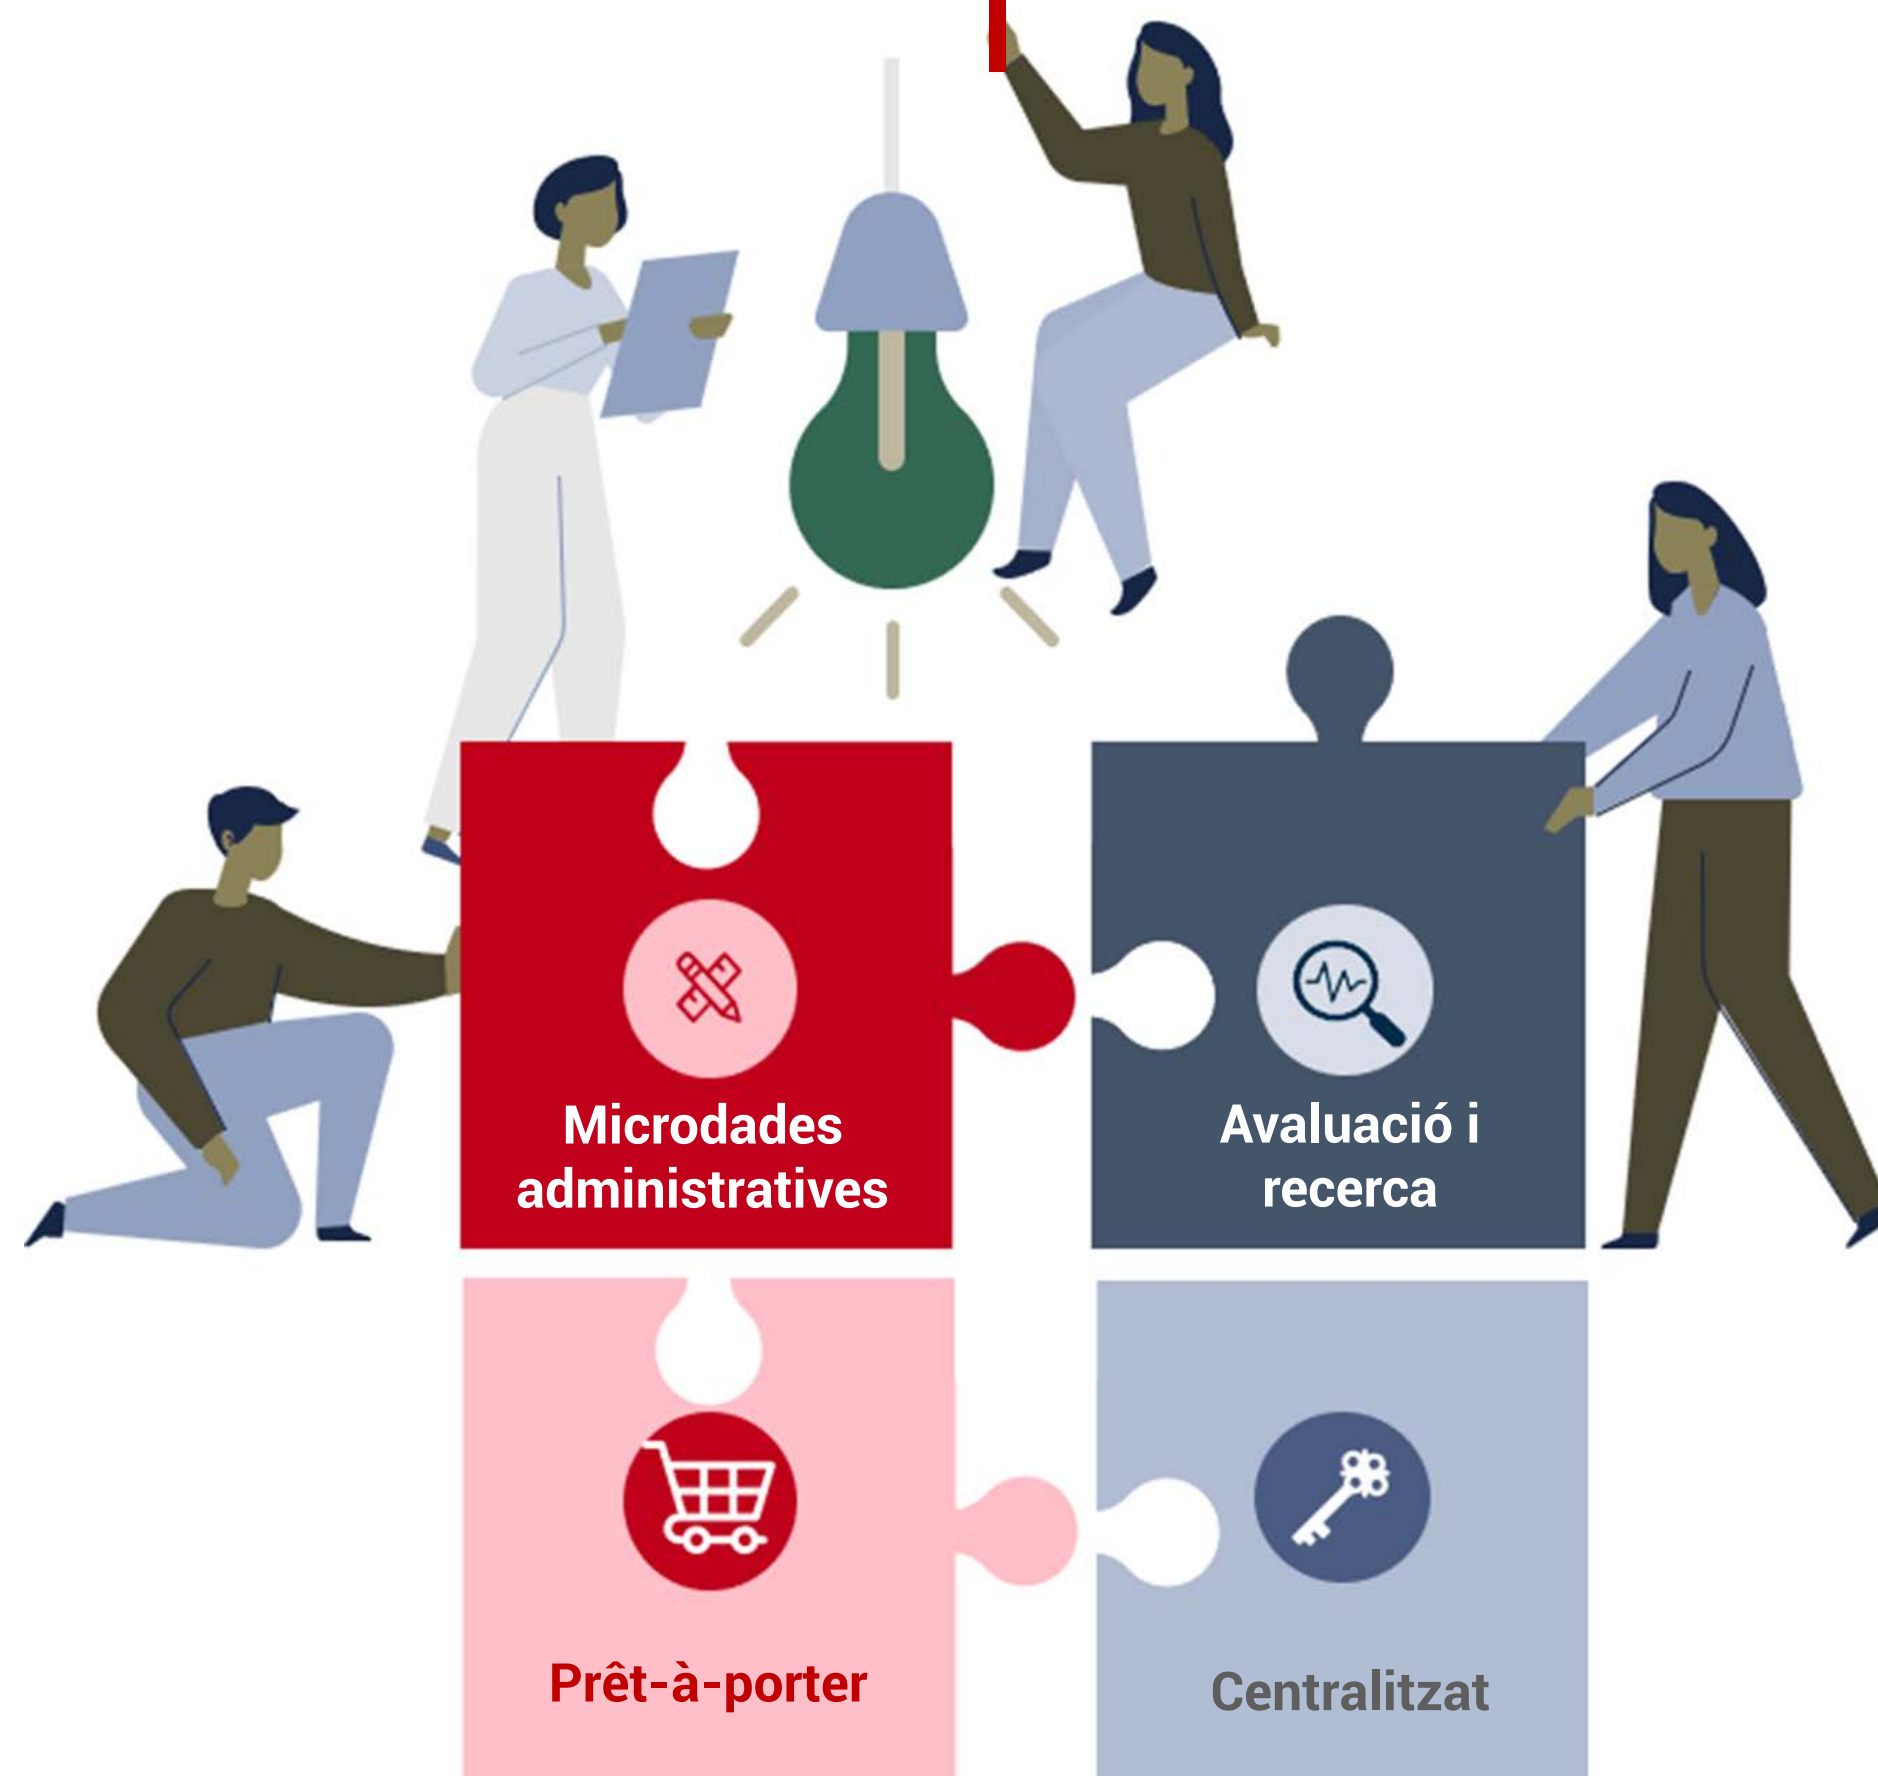 Microdades
administratives
Avaluació i
recerca
Prêt-à-porter
Centralitzat